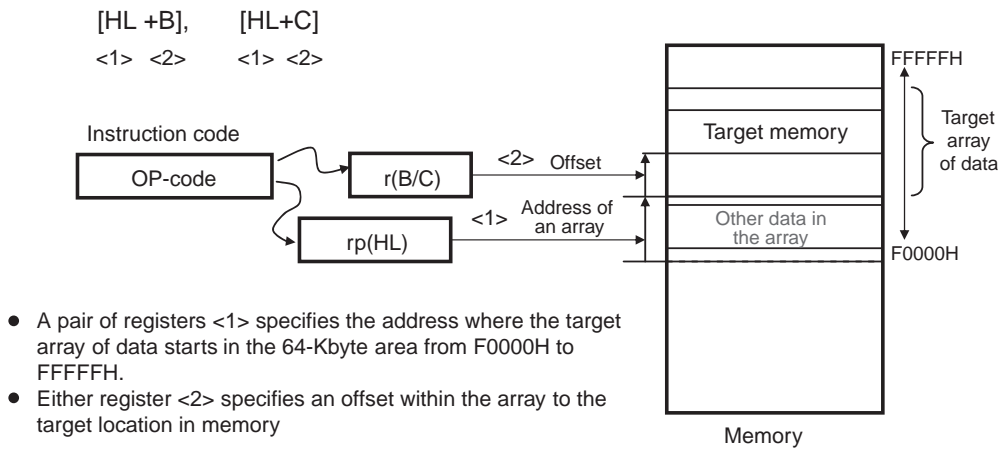 [HL +B], [HL+C]
<1> <2> <1> <2>
Instruction code
OP-code
r(B/C)
<2> Offset
rp(HL)
<1> Address of
an array
FFFFFH
Target memory
Target
array
of data
Other data in
the array
F0000H
Memory
● A pair of registers <1> specifies the address where the target
array of data starts in the 64-Kbyte area from F0000H to
FFFFFH.
● Either register <2> specifies an offset within the array to the
target location in memory